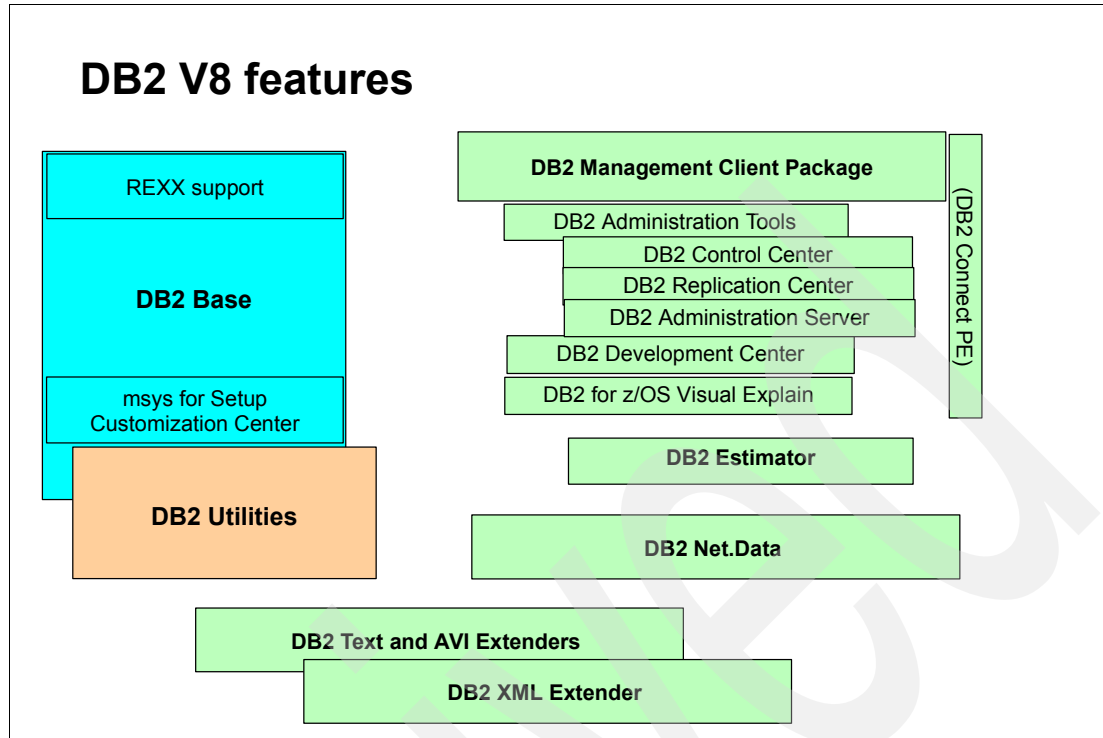 DB2 V8 features
REXX support
DB2 Base
msys for Setup
Customization Center
DB2 Utilities
DB2 Management Client Package
DB2 Administration Tools
DB2 Control Center
DB2 Replication Center
DB2 Administration Server
DB2 Development Center
DB2 for z/OS Visual Explain
(DB2 Connect PE)
DB2 Estimator
DB2 Net.Data
DB2 Text and AVI Extenders
DB2 XML Extender